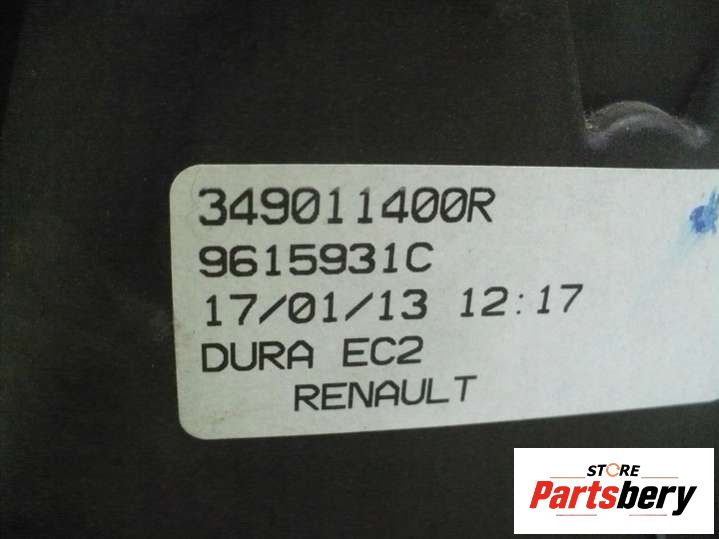 349011400R
9615931C
17/01/13 12:17
DURA EC2
RENAULT
STORE
Partsbery